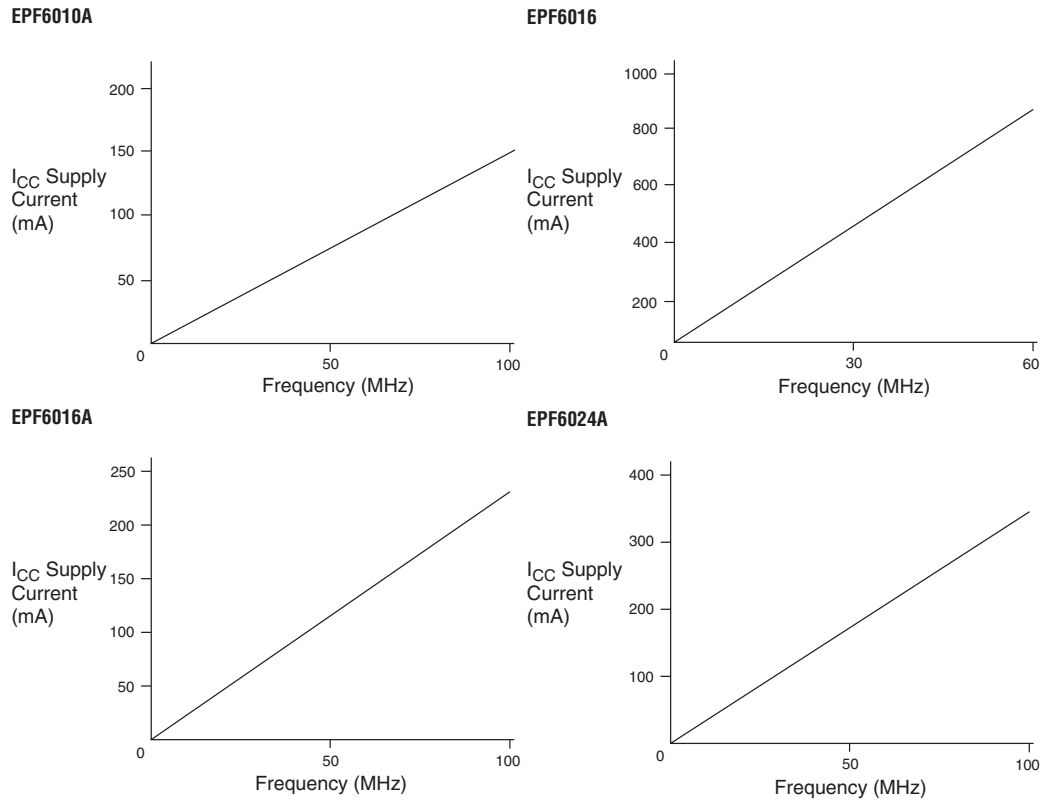 EPF6010A
200
150
100
50
0
50
100
I_CC Supply
Current
(mA)
Frequency (MHz)
EPF6016
1000
800
600
400
200
0
30
60
I_CC Supply
Current
(mA)
Frequency (MHz)
EPF6016A
250
200
150
100
50
0
50
100
I_CC Supply
Current
(mA)
Frequency (MHz)
EPF6024A
400
300
200
100
0
50
100
I_CC Supply
Current
(mA)
Frequency (MHz)